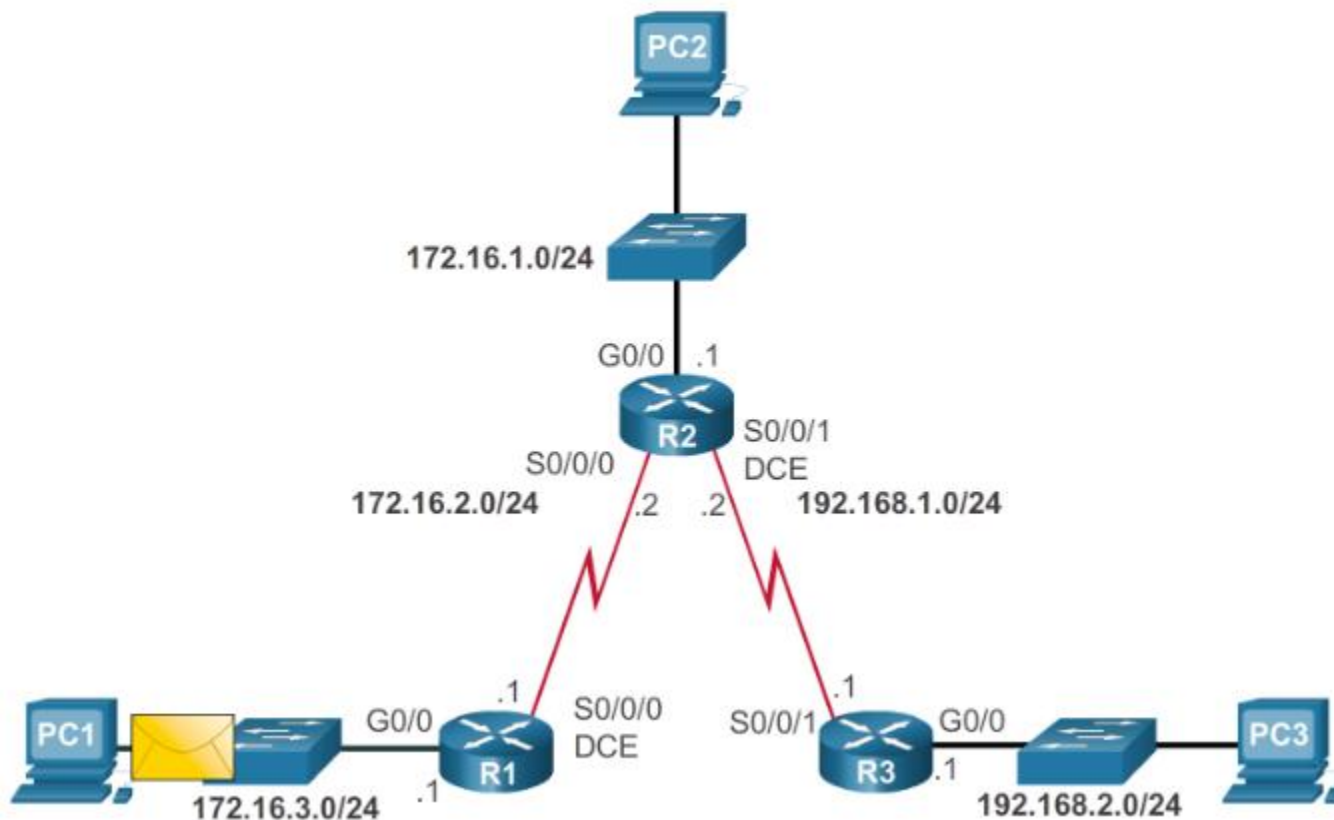 PC2
172.16.1.0/24
G0/0 .1
R2
S0/0/1
DCE
S0/0/0
172.16.2.0/24
.2
.2
192.168.1.0/24
.1
S0/0/0
DCE
.1
S0/0/1
PC1
G0/0
R1
.1
172.16.3.0/24
R3
G0/0
.1
PC3
192.168.2.0/24